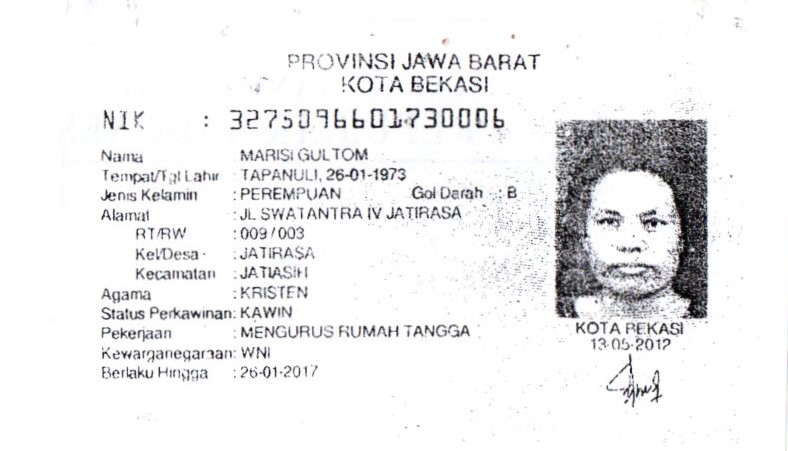 PROVINSI JAWA BARAT
KOTA BEKASI
NIK : 3275096601730006
Nama MARISI GULTOM
Tempat/Tgl Lahir : TAPANULI, 26-01-1973
Jenis Kelamin : PEREMPUAN Gol Darah : B
Alamat : JL SWATANTRA IV JATIRASA
RT/RW : 009 / 003
Kel/Desa : JATIRASA
Kecamatan : JATIASIH
Agama : KRISTEN
Status Perkawinan: KAWIN
Pekerjaan : MENGURUS RUMAH TANGGA
Kewarganegaraan: WNI
Berlaku Hingga : 26-01-2017
KOTA BEKASI
13-05-2012